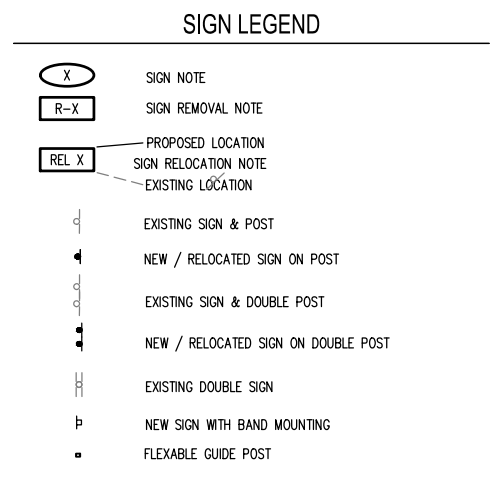 SIGN LEGEND
X SIGN NOTE
R-X SIGN REMOVAL NOTE
PROPOSED LOCATION
REL X SIGN RELOCATION NOTE
EXISTING LOCATION
EXISTING SIGN & POST
NEW / RELOCATED SIGN ON POST
EXISTING SIGN & DOUBLE POST
NEW / RELOCATED SIGN ON DOUBLE POST
EXISTING DOUBLE SIGN
NEW SIGN WITH BAND MOUNTING
FLEXABLE GUIDE POST